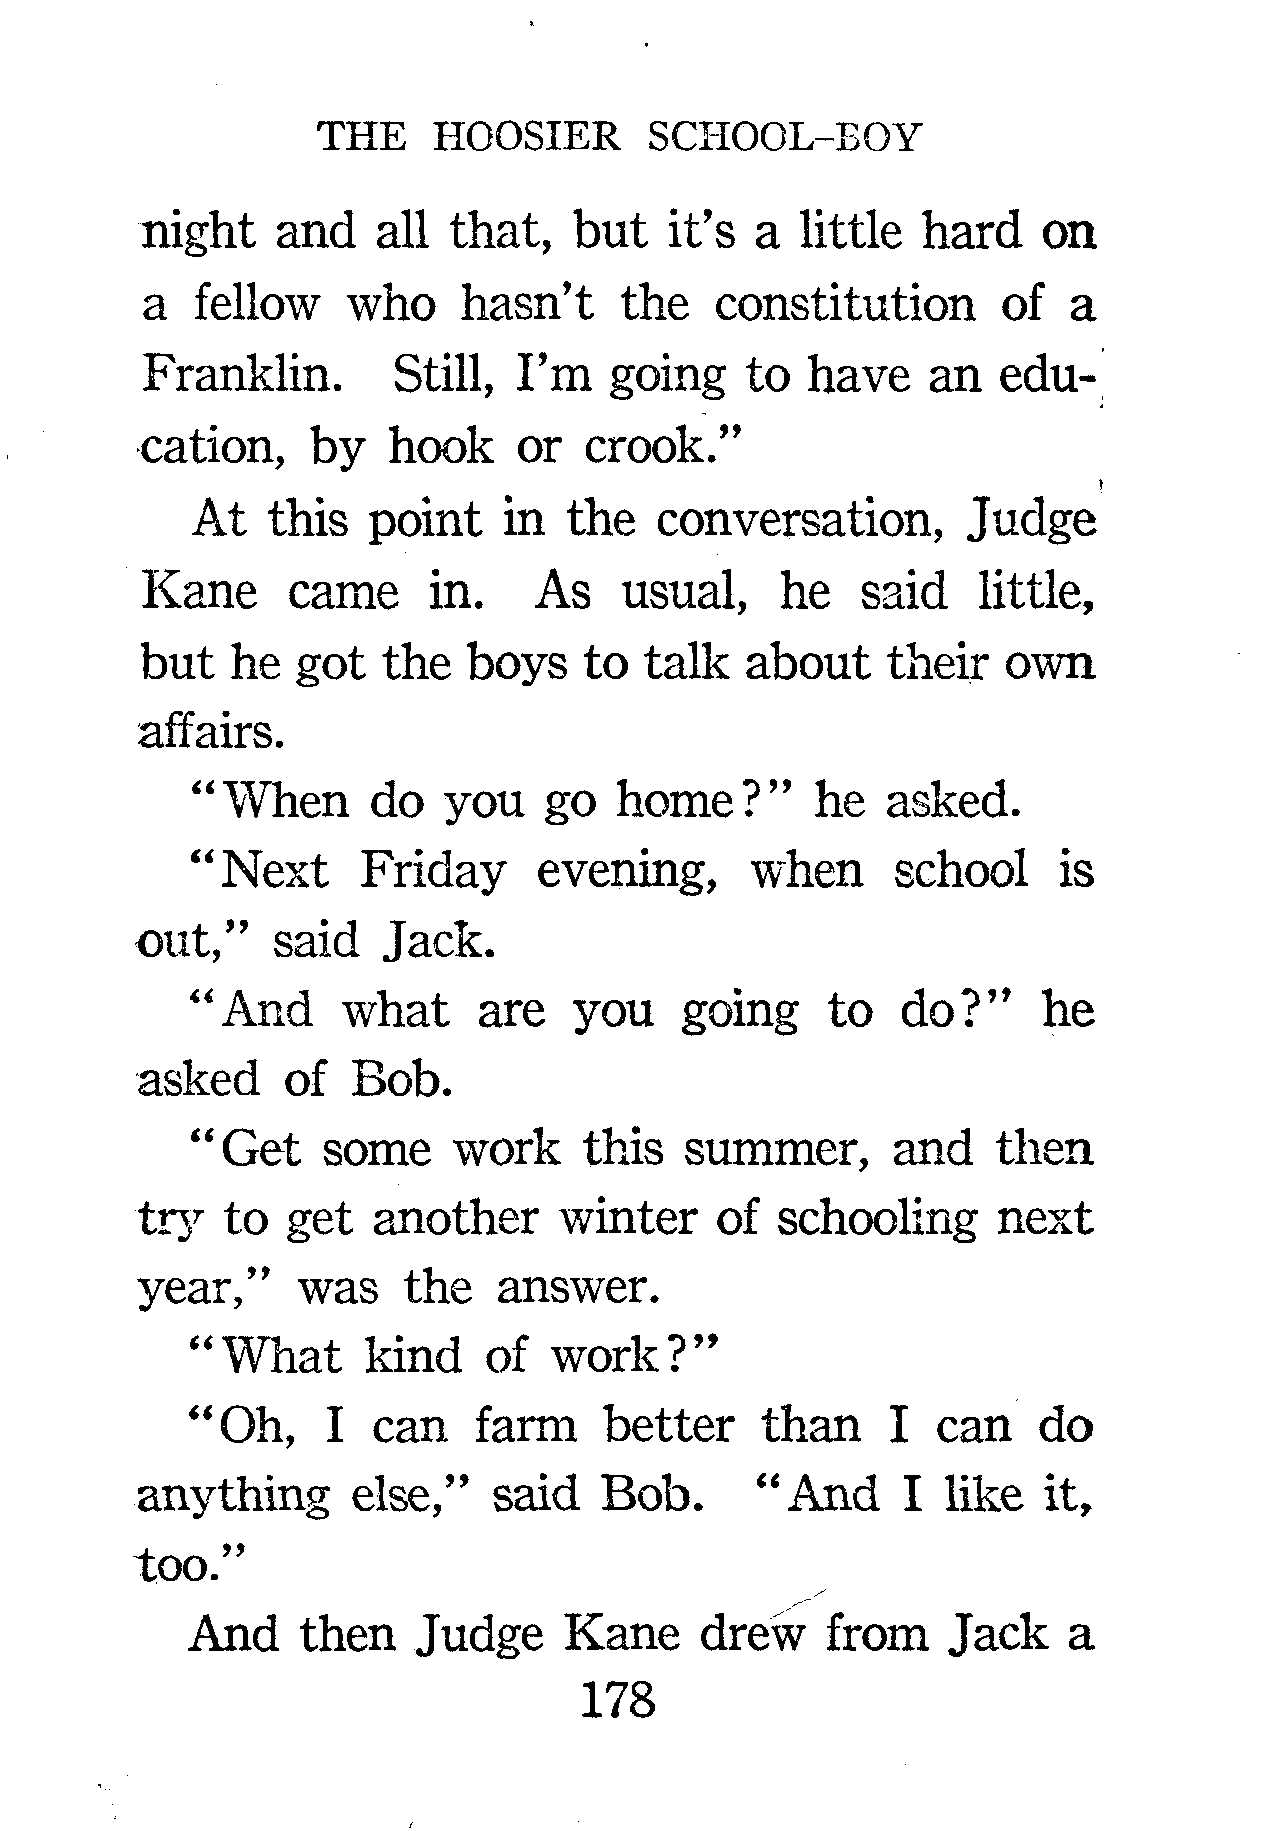 THE HOOSIER SCHOOL-BOY
night and all that, but it's a little hard on
a fellow who hasn't the constitution of a
Franklin. Still, I'm going to have an edu-
cation, by hook or crook."
At this point in the conversation, Judge
Kane came in. As usual, he said little,
but he got the boys to talk about their own
affairs.
"When do you go home?" he asked.
"Next Friday evening, when school is
out," said Jack.
"And what are you going to do?" he
asked of Bob.
"Get some work this summer, and then
try to get another winter of schooling next
year," was the answer.
"What kind of work?"
"Oh, I can farm better than I can do
anything else," said Bob. "And I like it,
too."
And then Judge Kane drew from Jack a
178